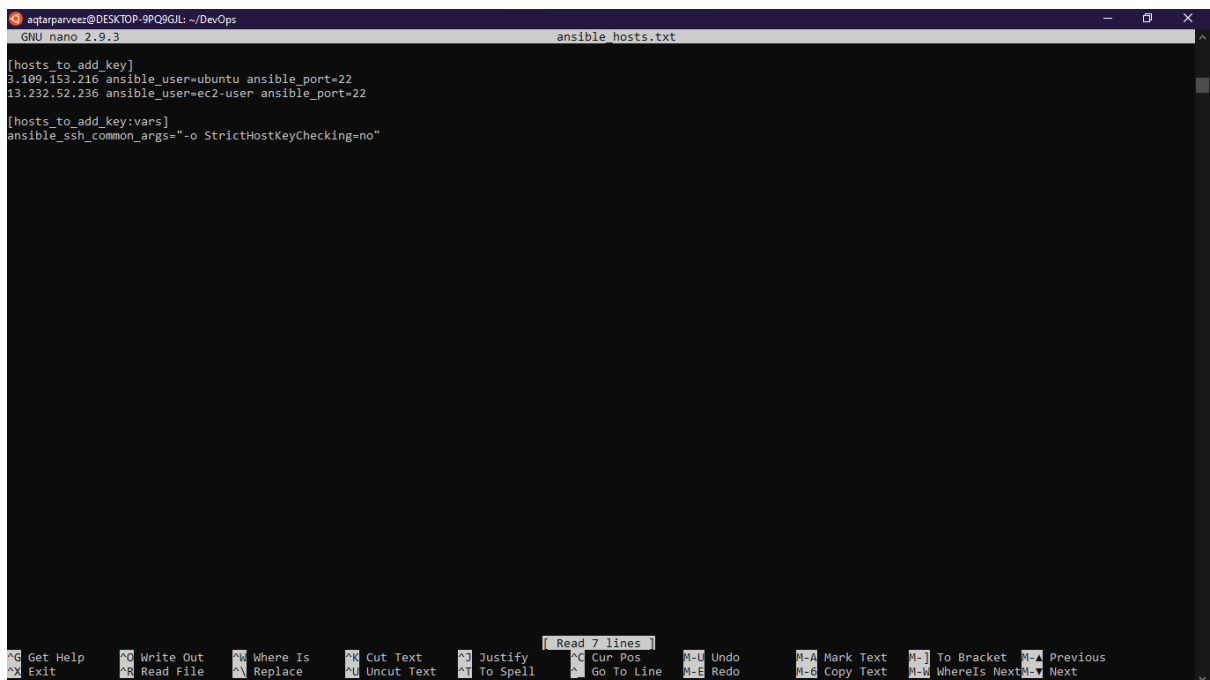 aqtarparveez@DESKTOP-9PQ9GJL: ~/DevOps
GNU nano 2.9.3 ansible_hosts.txt
[hosts_to_add_key]
3.109.153.216 ansible_user=ubuntu ansible_port=22
13.232.52.236 ansible_user=ec2-user ansible_port=22
[hosts_to_add_key:vars]
ansible_ssh_common_args="-o StrictHostKeyChecking=no"
[ Read 7 lines ]
^G Get Help ^O Write Out ^W Where Is ^K Cut Text ^J Justify ^C Cur Pos M-U Undo M-A Mark Text M-] To Bracket M-▲ Previous
^X Exit ^R Read File ^\ Replace ^U Uncut Text ^T To Spell ^_ Go To Line M-E Redo M-6 Copy Text M-W WhereIs Next M-▼ Next